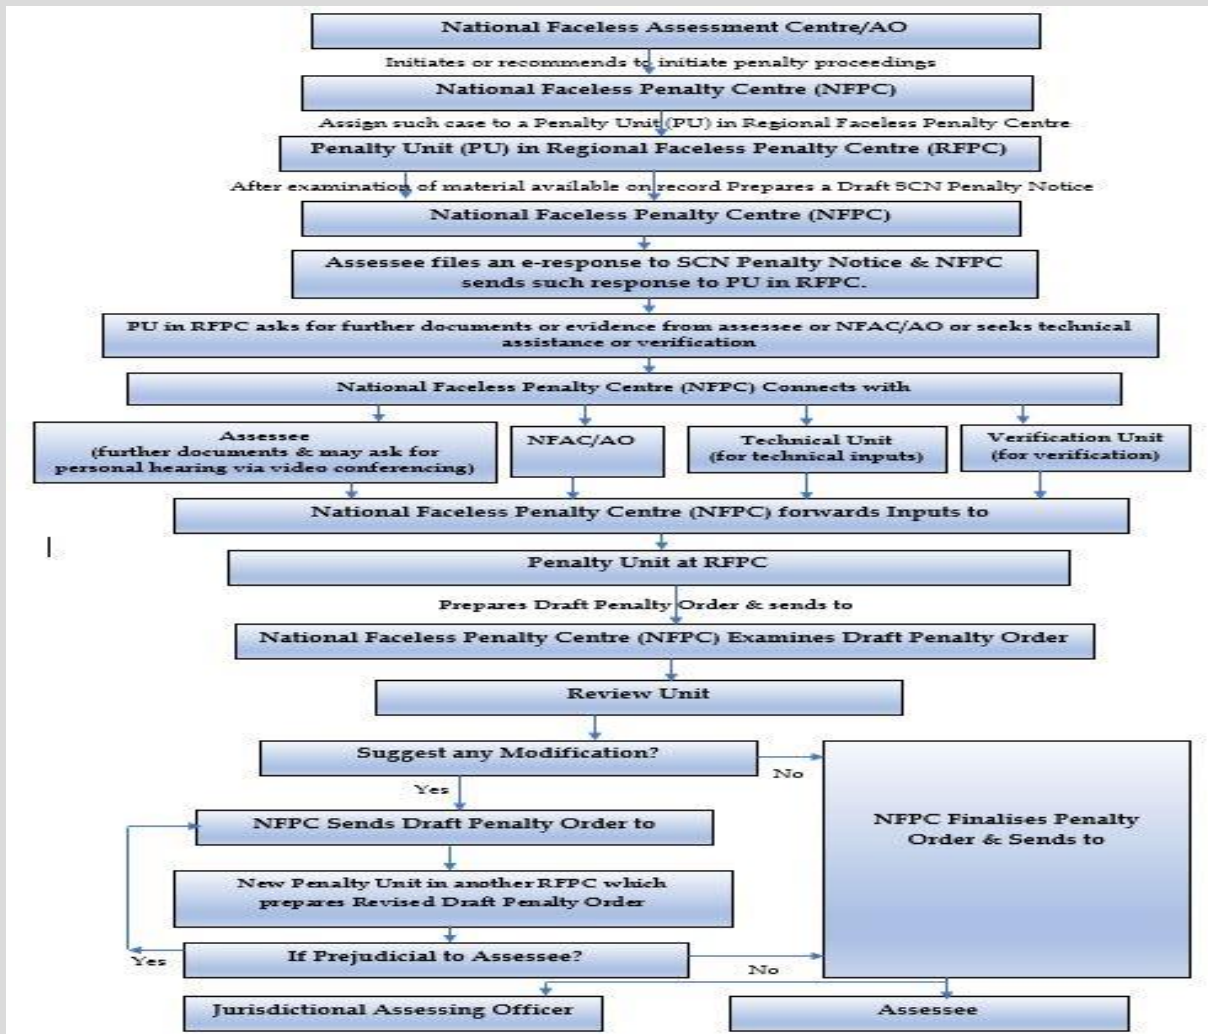 National Faceless Assessment Centre/AO
Initiates or recommends to initiate penalty proceedings
National Faceless Penalty Centre (NFPC)
Assign such case to a Penalty Unit (PU) in Regional Faceless Penalty Centre
Penalty Unit (PU) in Regional Faceless Penalty Centre (RFPC)
After examination of material available on record Prepares a Draft SCN Penalty Notice
National Faceless Penalty Centre (NFPC)
Assessee files an e-response to SCN Penalty Notice & NFPC
sends such response to PU in RFPC.
PU in RFPC asks for further documents or evidence from assessee or NFAC/AO or seeks technical
assistance or verification
National Faceless Penalty Centre (NFPC) Connects with
Assessee
(further documents & may ask for
personal hearing via video conferencing)
NFAC/AO
Technical Unit
(for technical inputs)
Verification Unit
(for verification)
National Faceless Penalty Centre (NFPC) forwards Inputs to
Penalty Unit at RFPC
Prepares Draft Penalty Order & sends to
National Faceless Penalty Centre (NFPC) Examines Draft Penalty Order
Review Unit
Suggest any Modification?
No
Yes
NFPC Sends Draft Penalty Order to
NFPC Finalises Penalty
Order & Sends to
New Penalty Unit in another RFPC which
prepares Revised Draft Penalty Order
If Prejudicial to Assessee?
Yes
No
Jurisdictional Assessing Officer
Assessee